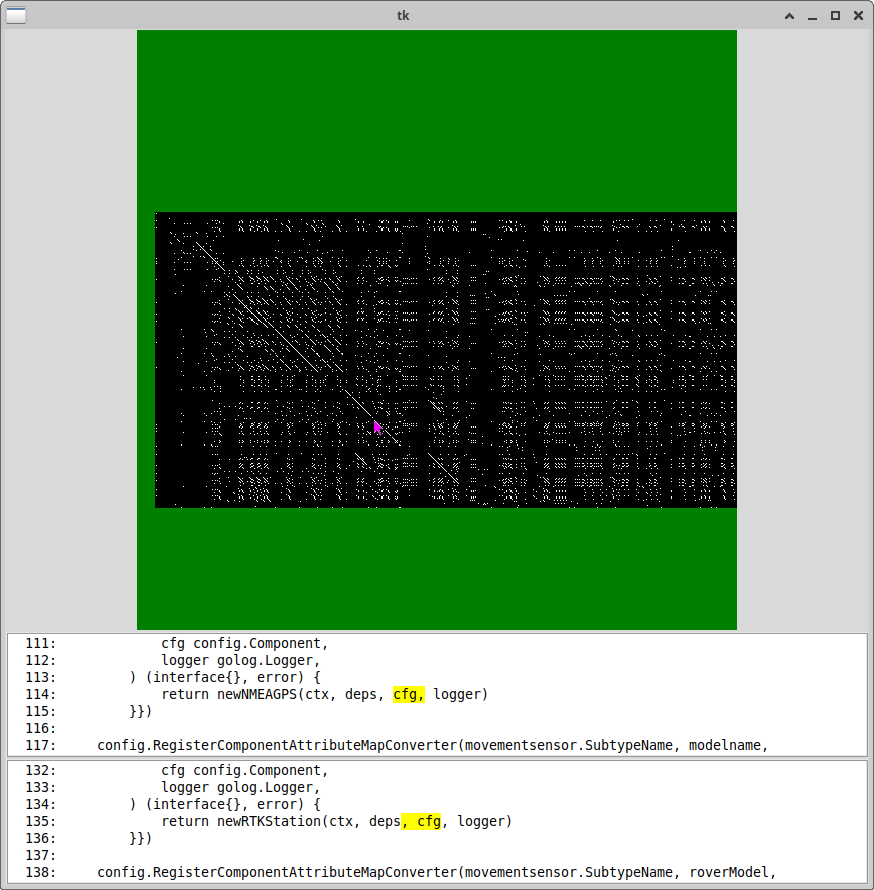 tk
111:             cfg config.Component,
112:             logger golog.Logger,
113:         ) (interface{}, error) {
114:             return newNMEAGPS(ctx, deps, cfg, logger)
115:         }})
116:
117:     config.RegisterComponentAttributeMapConverter(movementsensor.SubtypeName, modelname,
132:             cfg config.Component,
133:             logger golog.Logger,
134:         ) (interface{}, error) {
135:             return newRTKStation(ctx, deps, cfg, logger)
136:         }})
137:
138:     config.RegisterComponentAttributeMapConverter(movementsensor.SubtypeName, roverModel,